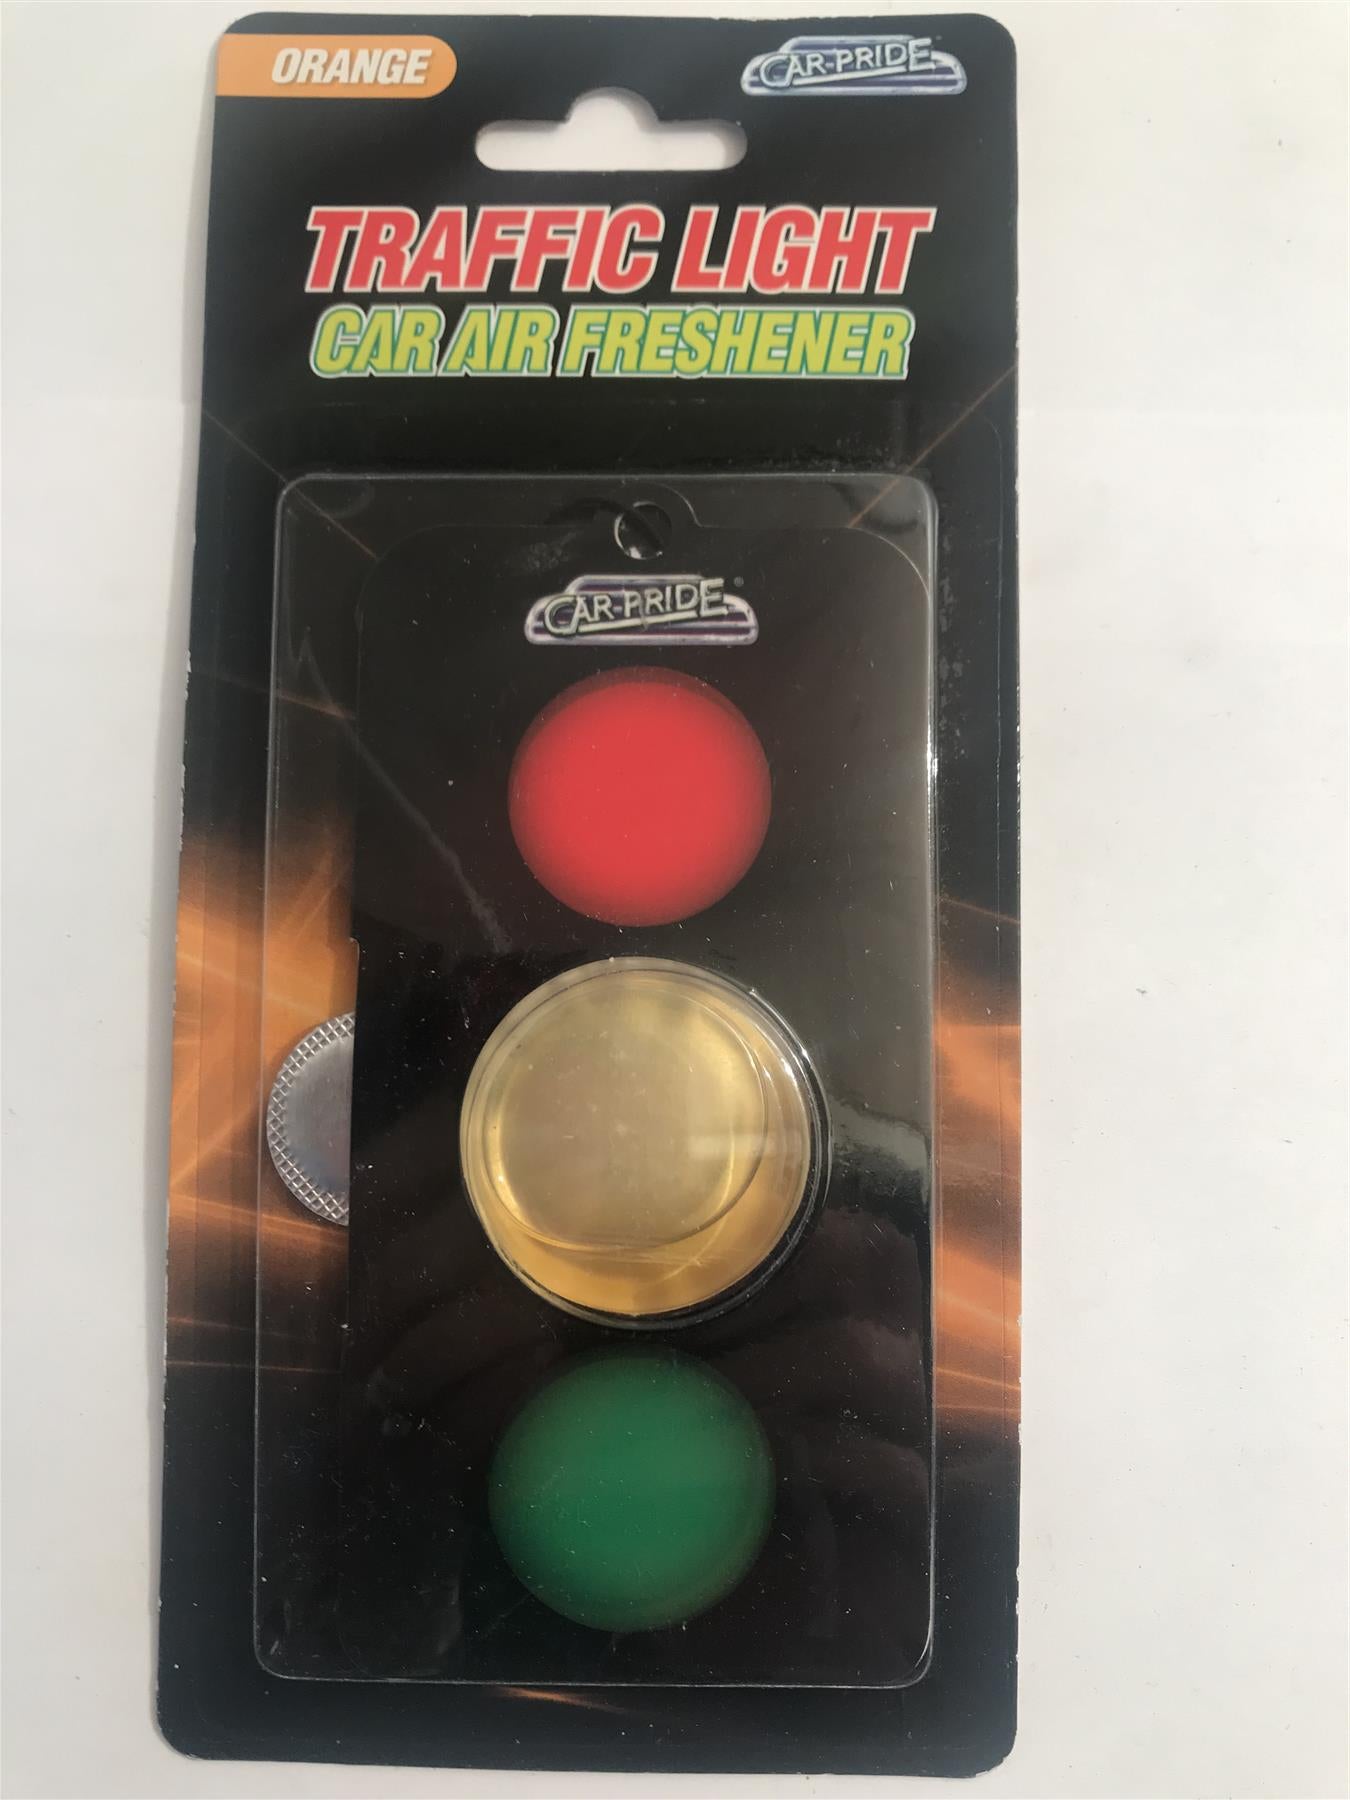 ORANGE
CAR-PRIDE
TRAFFIC LIGHT
CAR AIR FRESHENER
CAR-PRIDE®